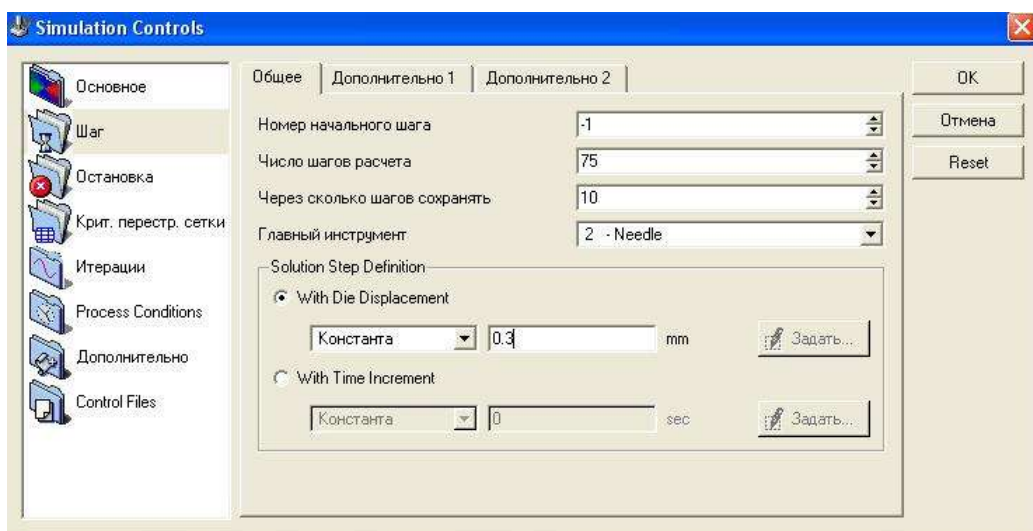 Simulation Controls
Основное
Шаг
Остановка
Крит. перестр. сетки
Итерации
Process Conditions
Дополнительно
Control Files
Общее Дополнительно 1 Дополнительно 2
Номер начального шага -1
Число шагов расчета 75
Через сколько шагов сохранять 10
Главный инструмент 2 - Needle
Solution Step Definition
With Die Displacement
Константа 0.3 mm Задать...
With Time Increment
Константа 0 sec Задать...
OK
Отмена
Reset